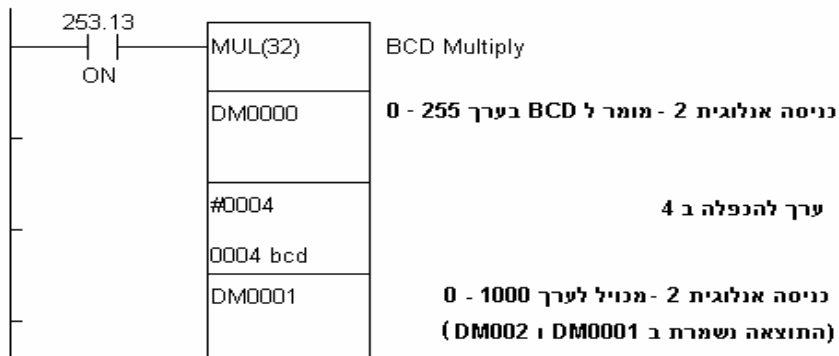 253.13
ON
MUL(32) BCD Multiply
DM0000 כניסה אנלוגית 2 - מומר ל BCD בערך 255 - 0
#0004 ערך להכפלה ב 4
0004 bcd
DM0001 כניסה אנלוגית 2 - מנויל לערך 1000 - 0
(התוצאה נשמרת ב DM0001 ו DM002)